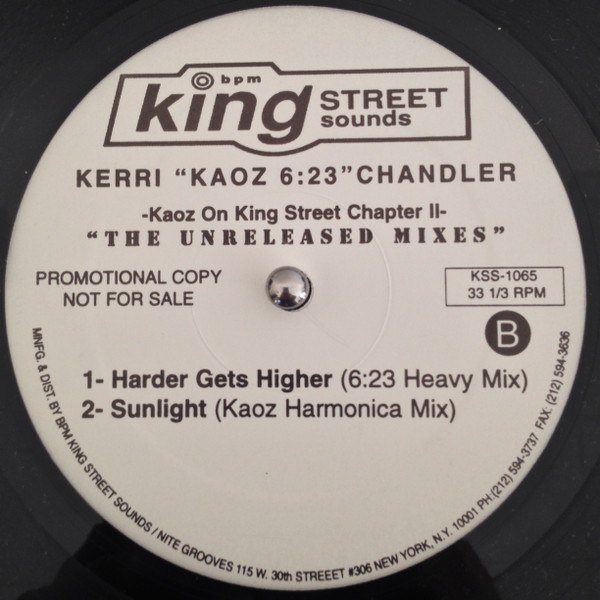 bpm
king STREET
sounds
KERRI "KAOZ 6:23"CHANDLER
-Kaoz On King Street Chapter II-
"THE UNRELEASED MIXES"
PROMOTIONAL COPY
NOT FOR SALE
KSS-1065
33 1/3 RPM
B
1- Harder Gets Higher (6:23 Heavy Mix)
2- Sunlight (Kaoz Harmonica Mix)
MNFG. & DIST. BY BPM KING STREET SOUNDS / NITE GROOVES 115 W. 30th STREEET #306 NEW YORK, N.Y. 10001 PH:(212) 594-3737 FAX: (212) 594-3636